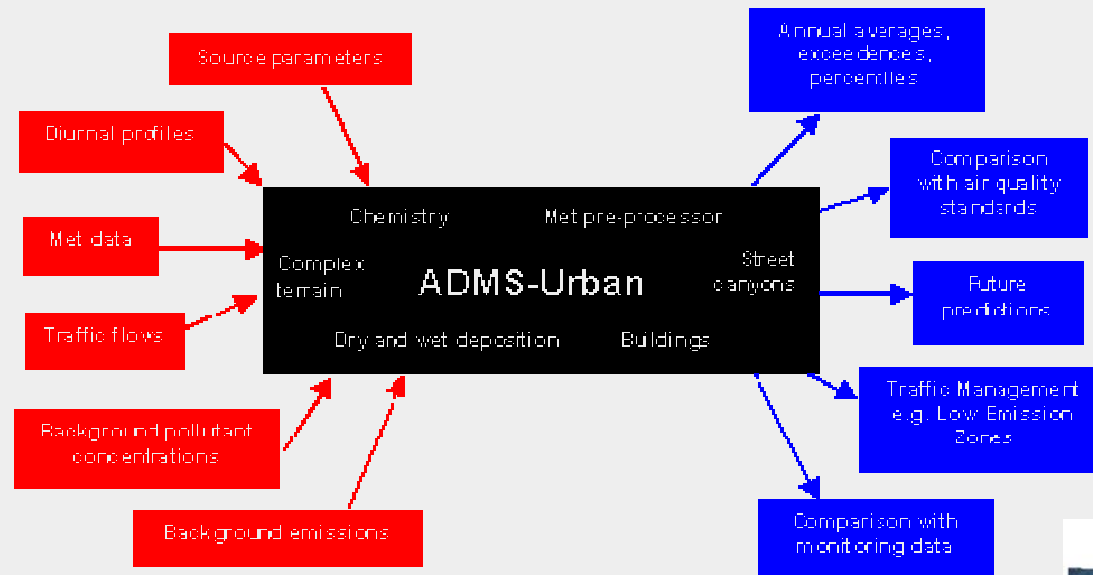 Source parameters
Diurnal profiles
Met data
Traffic flows
Background pollutant
concentrations
Background emissions
Chemistry
Met pre-processor
Complex
terrain
ADMS-Urban
Street
canyons
Dry and wet deposition
Buildings
Annual averages,
exceedences,
percentiles
Comparison
with air quality
standards
Future
predictions
Traffic Management
e.g. Low Emission
Zones
Comparison with
monitoring data